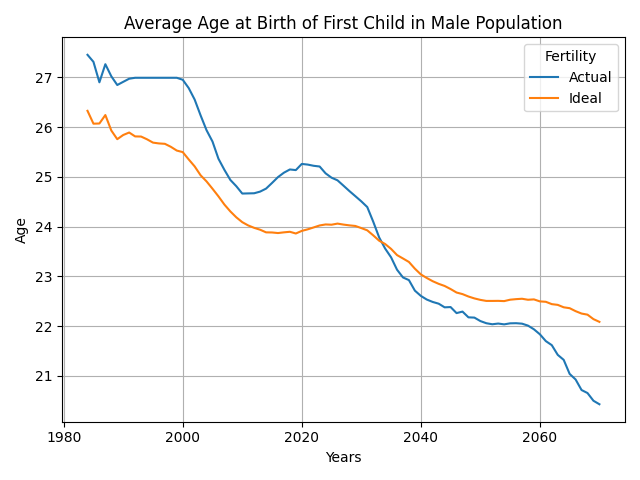 Average Age at Birth of First Child in Male Population
Fertility
Actual
Ideal
Age
27
26
25
24
23
22
21
1980
2000
2020
2040
2060
Years